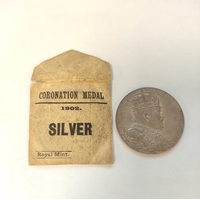 CORONATION MEDAL
1902.
SILVER
Royal Mint.